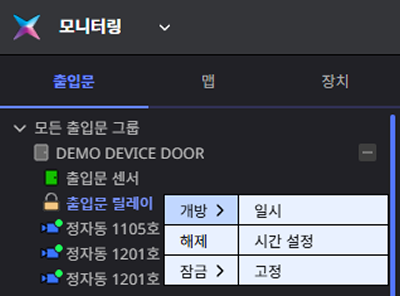 모니터링
출입문 맵 장치
모든 출입문 그룹
DEMO DEVICE DOOR
출입문 센서
출입문 릴레이
개방 일시
정자동 1105호
해제 시간 설정
정자동 1201호
잠금 고정
정자동 1201호